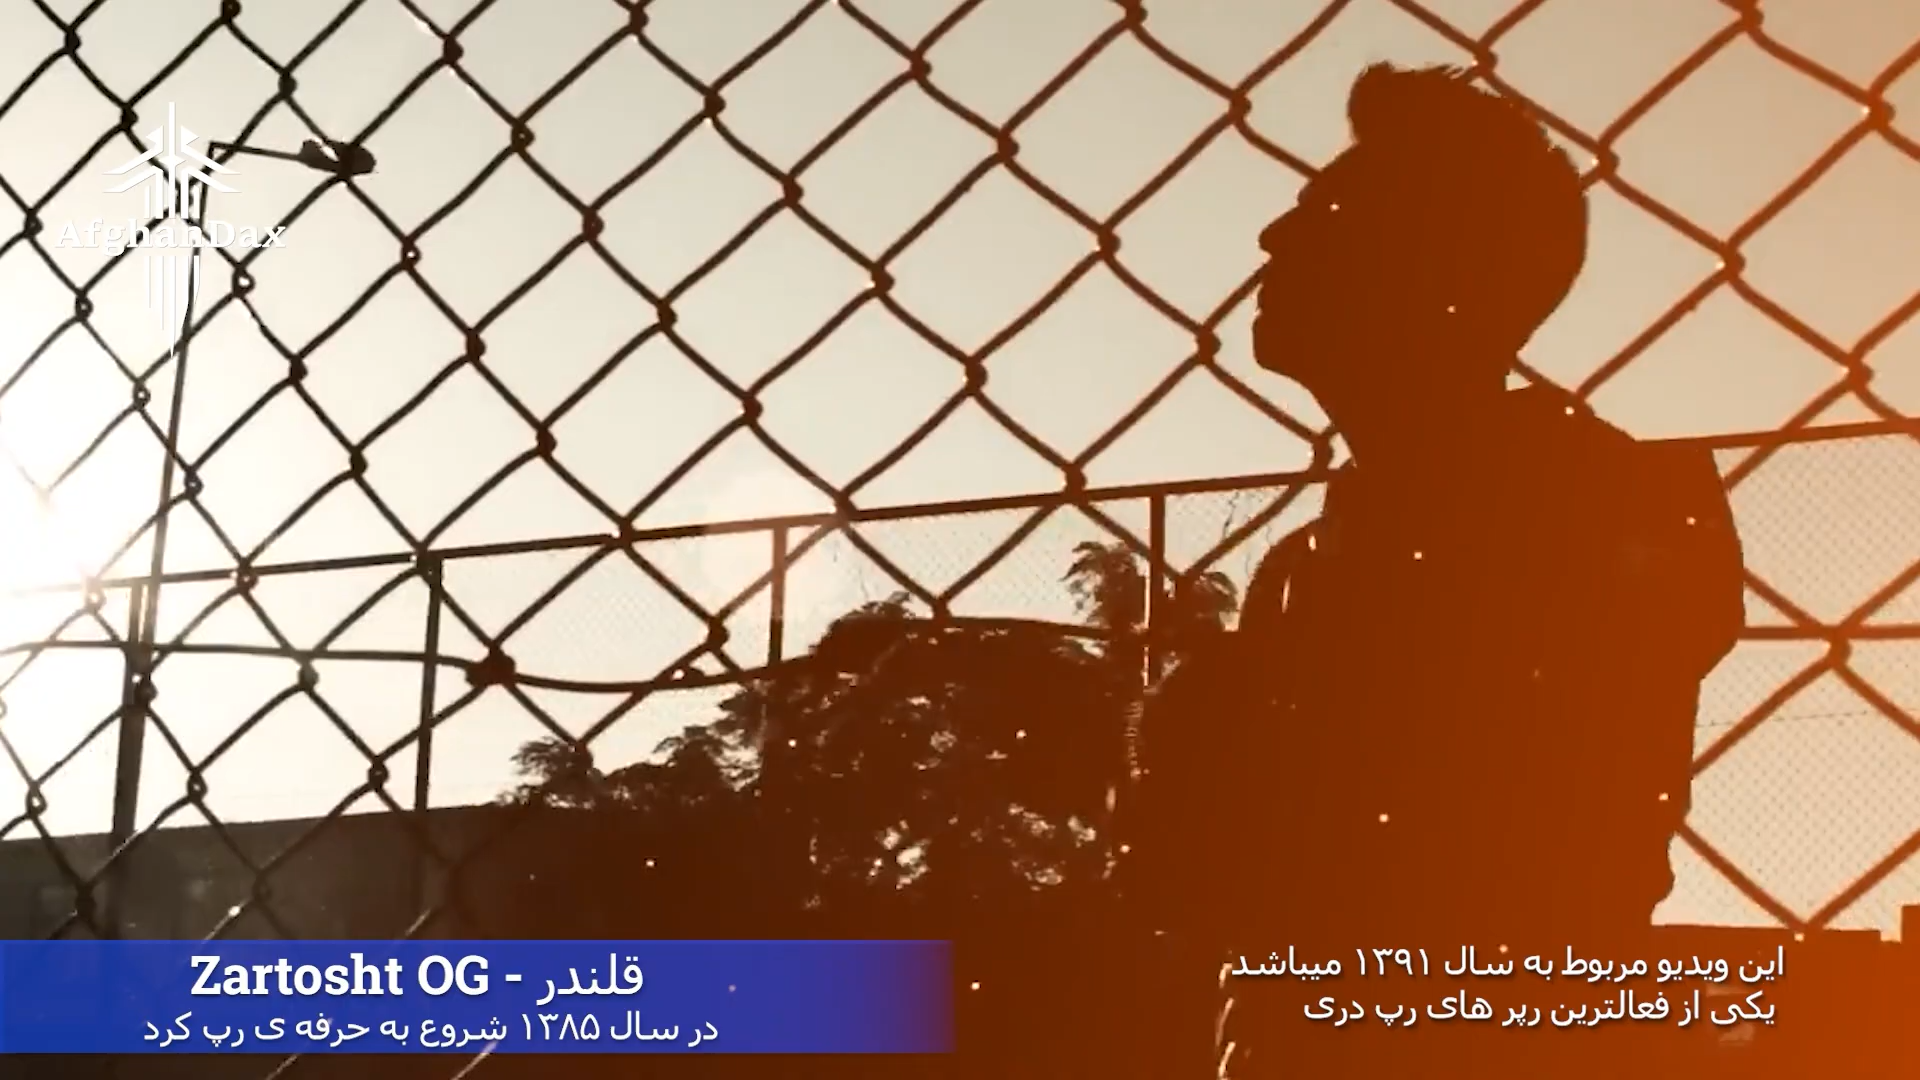 AfghanDax
قلندر - Zartosht OG
در سال ۱۳۸۵ شروع به حرفه ی رپ کرد
این ویدیو مربوط به سال ۱۳۹۱ میباشد
یکی از فعالترین رپر های رپ دری